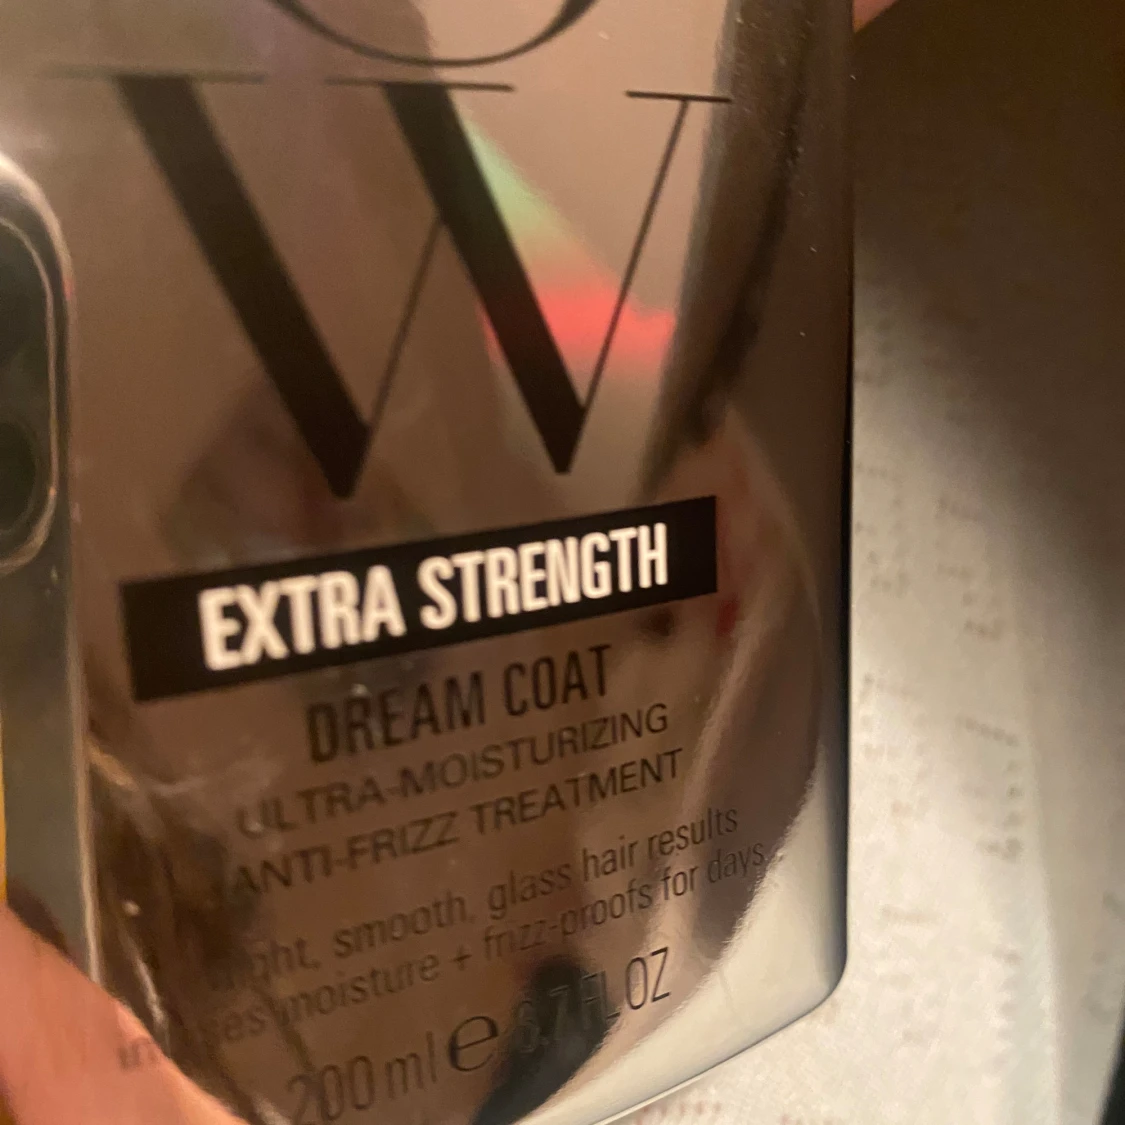 W
EXTRA STRENGTH
DREAM COAT
ULTRA-MOISTURIZING
ANTI-FRIZZ TREATMENT
smooth, glass hair results
moisture + frizz-proofs for days
200 ml e 6.7 FL OZ